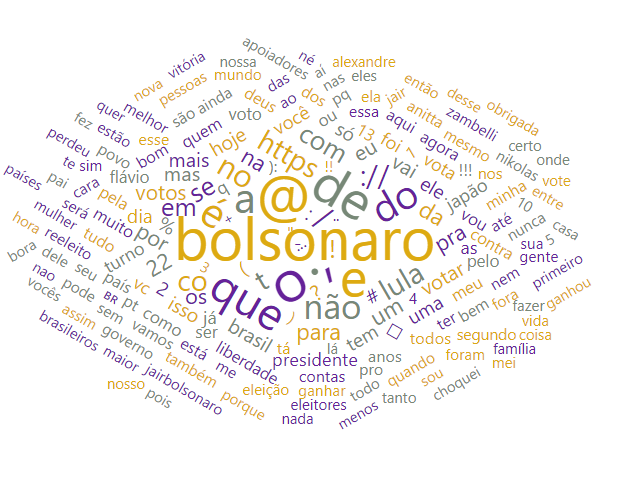 né
apoiadores ai alexandre
vitória nossa das nas eles
nova pessoas mundo deus ao dos pq ela jair então desse obrigada
quer melhor são ainda voto você ou essa aqui anitta mesmo zambelli
fez estão esse quem hoje https com só 13 foi agora !!! nikolas certo
perdeu povo bom mais na !! eu vai 7 vota nos onde
te sim flávio mas q no ): :// ele japão minha entre vote
países pai cara pela votos se a @ de do da vou até nunca 10 casa
mulher muito dia em é + :/ .. pra contra sua 5
hora reeleito tudo % por bolsonaro as gente
bora dele turno 22 " ! pelo nem primeiro
nao seu país vc 3 ( t : ' e lula votar meu fora ganhou
vocês pode BR pt 2 co que o ? não # 4 uma bem fazer
assim sem como isso os ) um ter vida
brasileiros governo vamos já brasil para tem todos segundo coisa
maior está ser tá lá anos foram família
jairbolsonaro também me liberdade presidente pro quando mei
nosso porque eleição contas ganhar todo sou
pois eleitores tanto choquei
nada menos